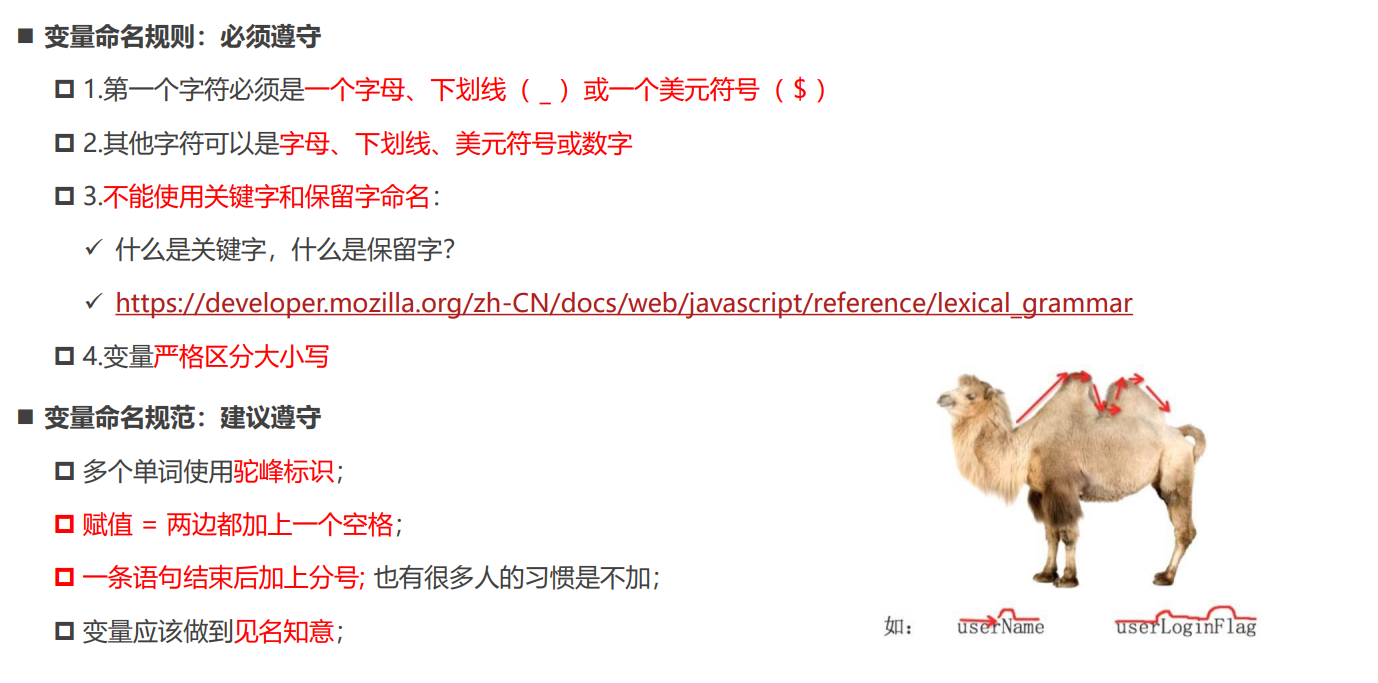 变量命名规则：必须遵守
1.第一个字符必须是一个字母、下划线（ _ ）或一个美元符号（ $ ）
2.其他字符可以是字母、下划线、美元符号或数字
3.不能使用关键字和保留字命名：
什么是关键字，什么是保留字？
https://developer.mozilla.org/zh-CN/docs/web/javascript/reference/lexical_grammar
4.变量严格区分大小写
变量命名规范：建议遵守
多个单词使用驼峰标识；
赋值 = 两边都加上一个空格；
一条语句结束后加上分号; 也有很多人的习惯是不加；
变量应该做到见名知意；
如： userName userLoginFlag